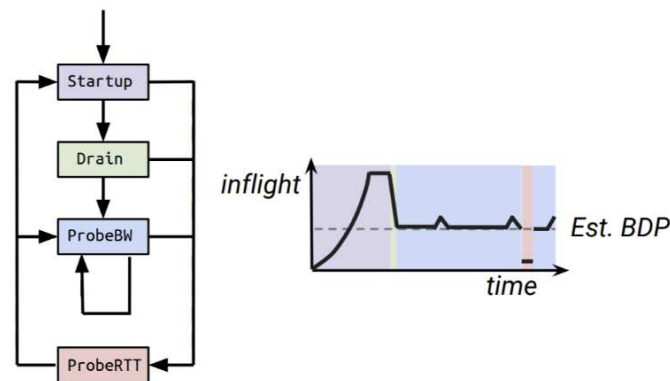 Startup
Drain
ProbeBW
ProbeRTT
inflight
Est. BDP
time